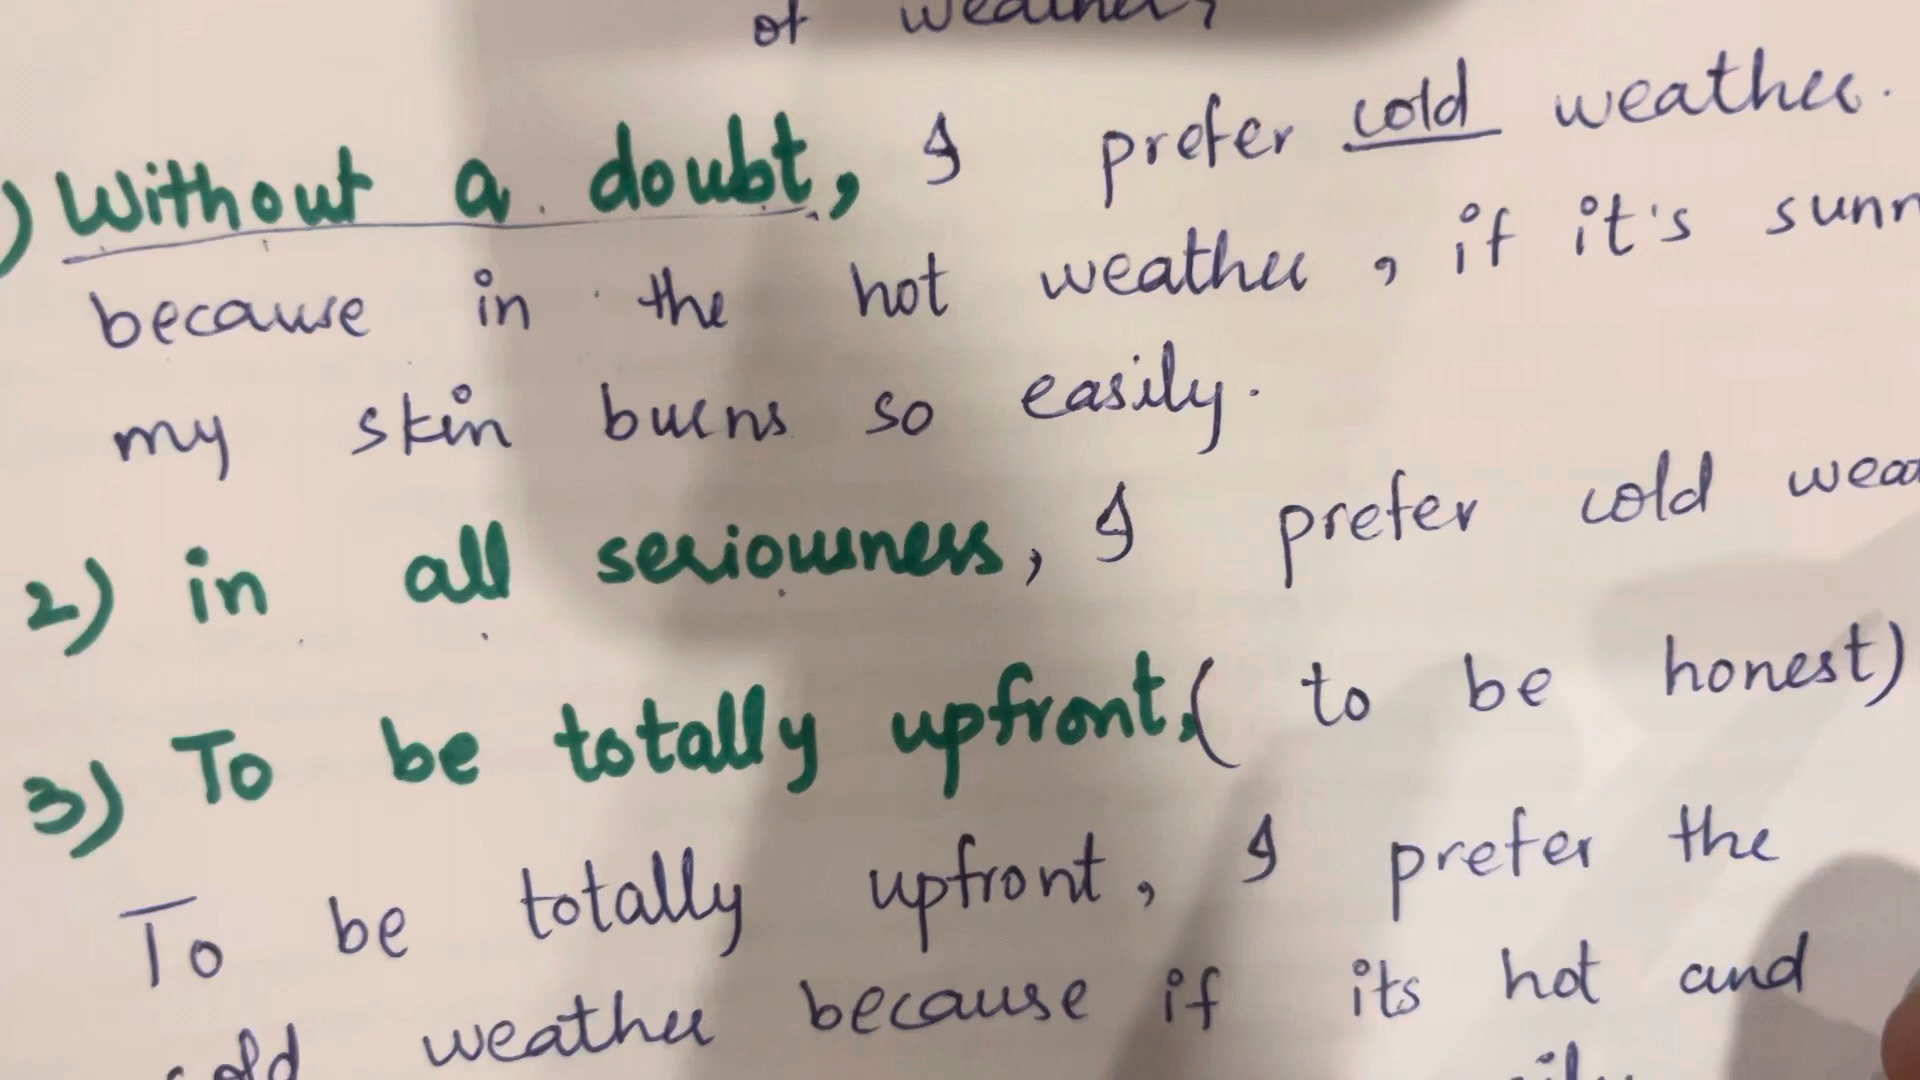 of weather,
) Without a doubt, I prefer cold weather.
because in the hot weather, if it's
my skin burns so easily.
2) in all seriousness, I prefer cold
3) To be totally upfront, (to be honest)
To be totally upfront, I prefer the
cold weather because if its hot and